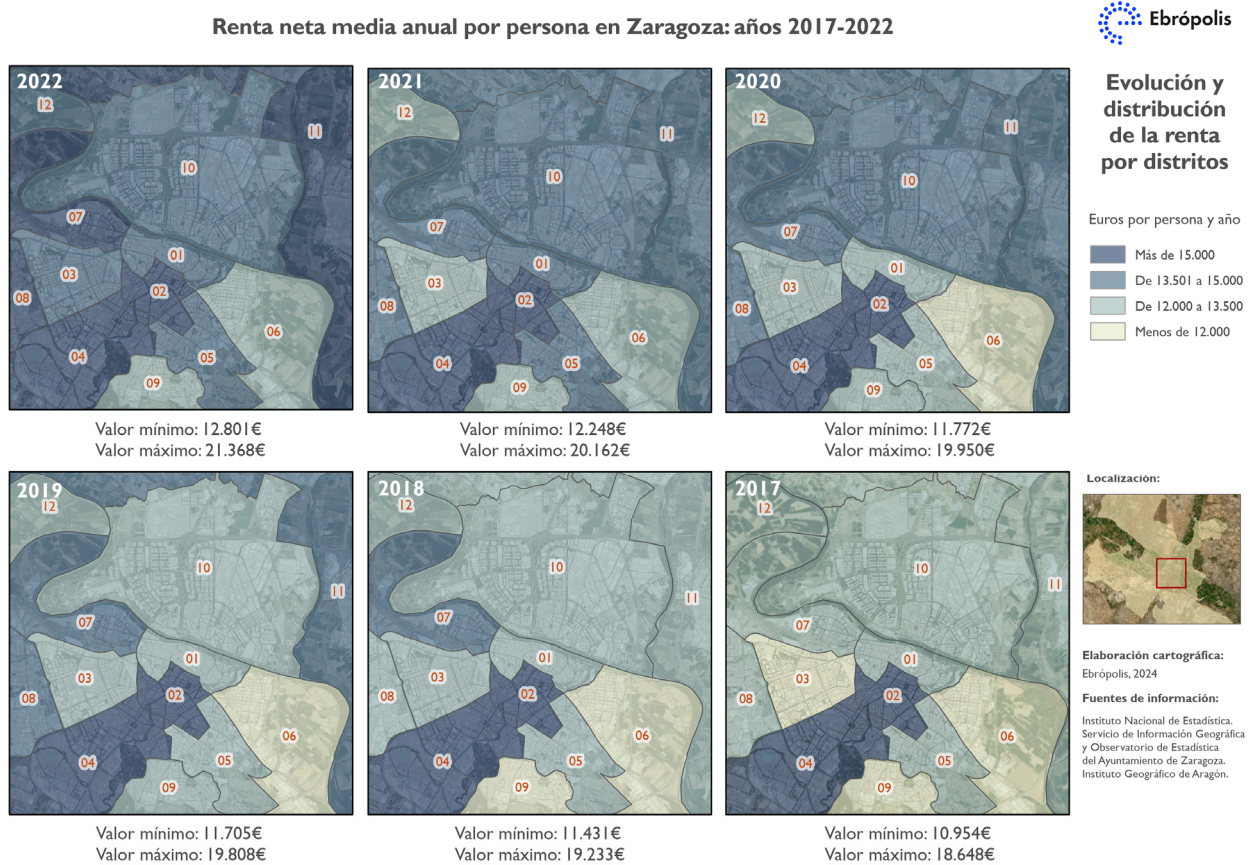 Renta neta media anual por persona en Zaragoza: años 2017-2022
Ebrópolis
Evolución y
distribución
de la renta
por distritos
Euros por persona y año
Más de 15.000
De 13.501 a 15.000
De 12.000 a 13.500
Menos de 12.000
2022
12
11
10
07
01
03
02
08
06
04
05
09
Valor mínimo: 12.801€
Valor máximo: 21.368€
2021
12
11
10
07
01
03
02
08
06
04
05
09
Valor mínimo: 12.248€
Valor máximo: 20.162€
2020
12
11
10
07
01
03
02
08
06
04
05
09
Valor mínimo: 11.772€
Valor máximo: 19.950€
2019
12
10
11
07
01
03
02
08
06
04
05
09
Valor mínimo: 11.705€
Valor máximo: 19.808€
2018
12
10
11
07
01
03
02
08
06
04
05
09
Valor mínimo: 11.431€
Valor máximo: 19.233€
2017
12
10
11
07
01
03
02
08
06
04
05
09
Valor mínimo: 10.954€
Valor máximo: 18.648€
Localización:
Elaboración cartográfica:
Ebrópolis, 2024
Fuentes de información:
Instituto Nacional de Estadística.
Servicio de Información Geográfica
y Observatorio de Estadística
del Ayuntamiento de Zaragoza.
Instituto Geográfico de Aragón.